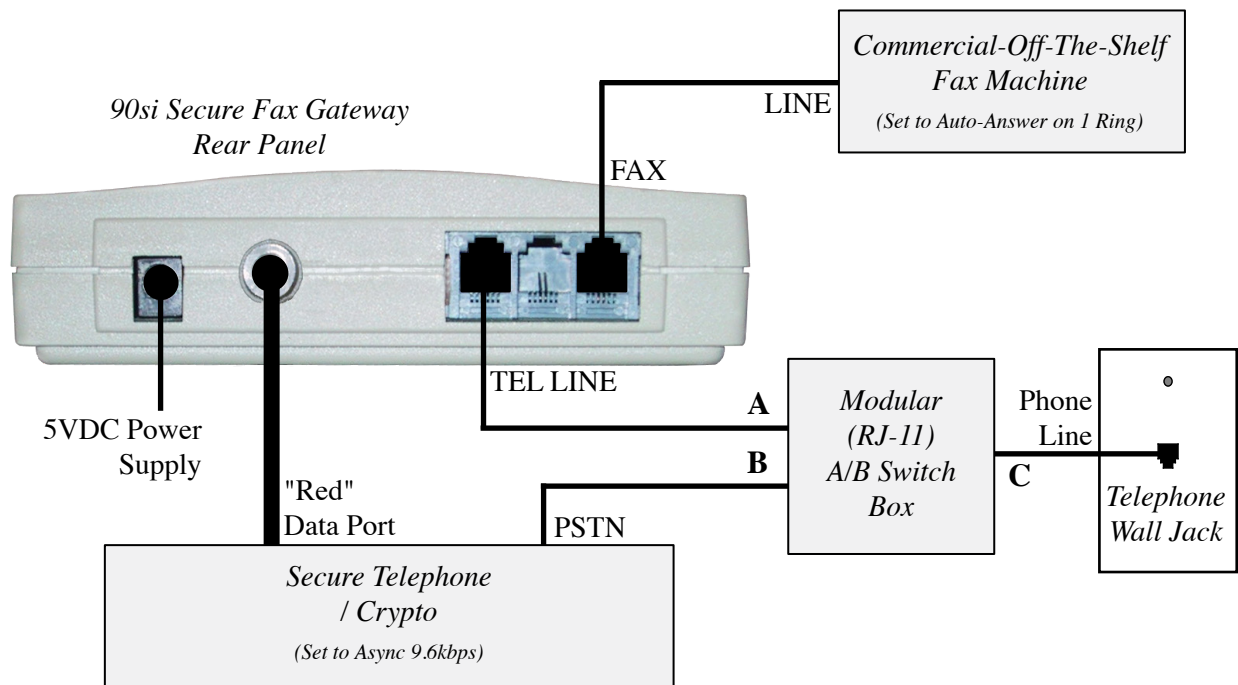 90si Secure Fax Gateway
Rear Panel
Commercial-Off-The-Shelf
Fax Machine
(Set to Auto-Answer on 1 Ring)
LINE
FAX
TEL LINE
5VDC Power
Supply
"Red"
Data Port
PSTN
A
B
Modular
(RJ-11)
A/B Switch
Box
C
Phone
Line
Telephone
Wall Jack
Secure Telephone
/ Crypto
(Set to Async 9.6kbps)